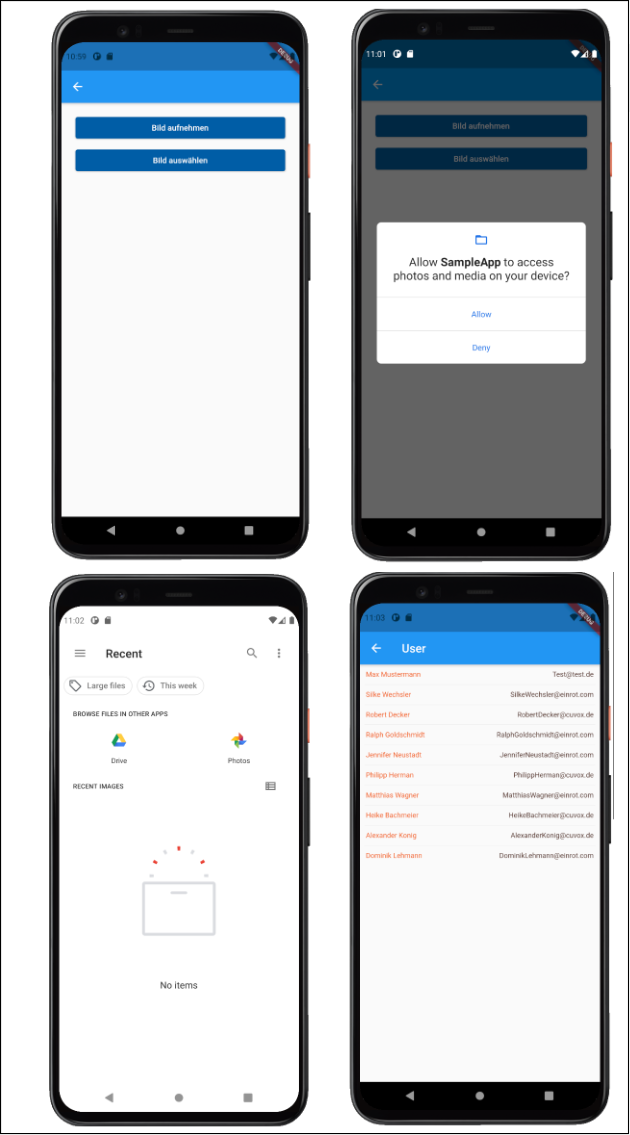 10:59
DEBUG
Bild aufnehmen
Bild auswählen
11:01
Bild aufnehmen
Bild auswählen
Allow SampleApp to access
photos and media on your device?
Allow
Deny
11:02
Recent
Large files
This week
BROWSE FILES IN OTHER APPS
Drive
Photos
RECENT IMAGES
No items
11:03
DEBUG
User
Max Mustermann Test@test.de
Silke Wechsler SilkeWechsler@einrot.com
Robert Decker RobertDecker@cuvox.de
Ralph Goldschmidt RalphGoldschmidt@einrot.com
Jennifer Neustadt JenniferNeustadt@einrot.com
Philipp Herman PhilippHerman@cuvox.de
Matthias Wagner MatthiasWagner@einrot.com
Heike Bachmeier HeikeBachmeier@cuvox.de
Alexander Konig AlexanderKonig@cuvox.de
Dominik Lehmann DominikLehmann@einrot.com